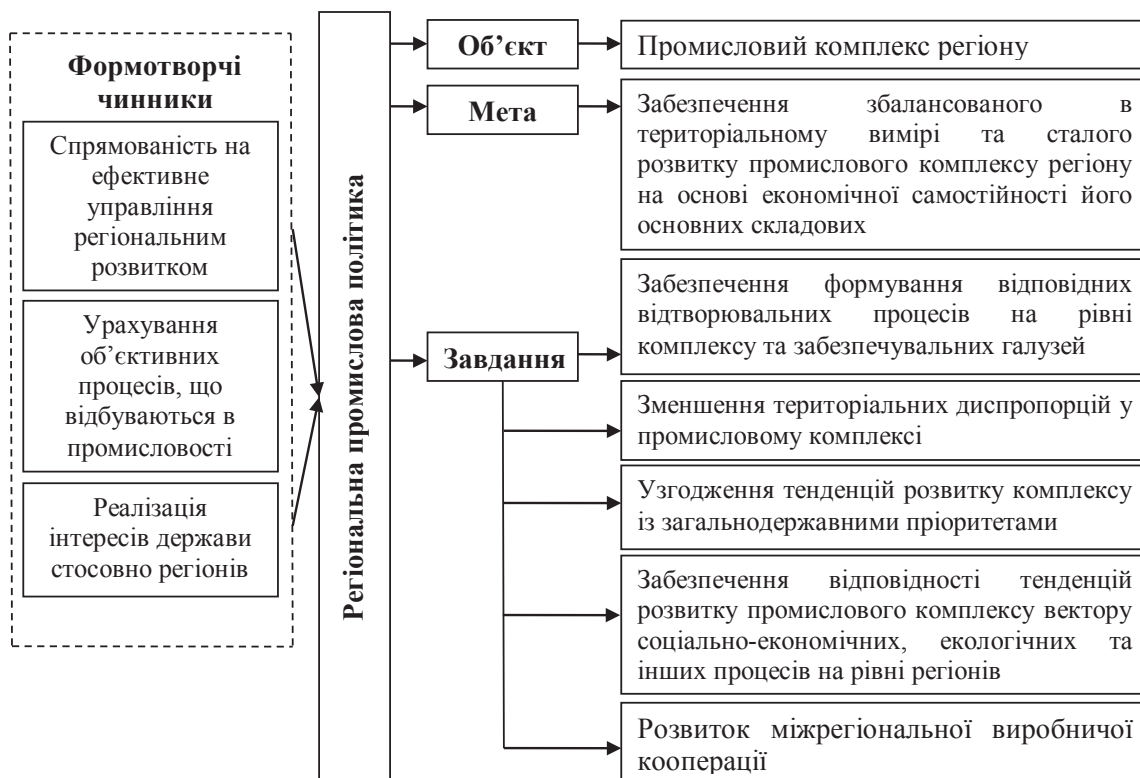 Формотворчі
чинники
Спрямованість на
ефективне
управління
регіональним
розвитком
Урахування
об’єктивних
процесів, що
відбуваються в
промисловості
Реалізація
інтересів держави
стосовно регіонів
Регіональна промислова політика
Об’єкт
Промисловий комплекс регіону
Мета
Забезпечення збалансованого в
територіальному вимірі та сталого
розвитку промислового комплексу регіону
на основі економічної самостійності його
основних складових
Завдання
Забезпечення формування відповідних
відтворювальних процесів на рівні
комплексу та забезпечувальних галузей
Зменшення територіальних диспропорцій у
промисловому комплексі
Узгодження тенденцій розвитку комплексу
із загальнодержавними пріоритетами
Забезпечення відповідності тенденцій
розвитку промислового комплексу вектору
соціально-економічних, екологічних та
інших процесів на рівні регіонів
Розвиток міжрегіональної виробничої
кооперації